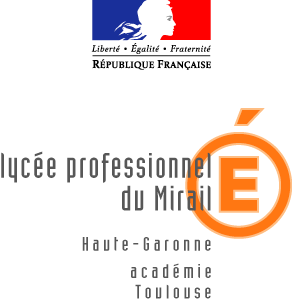 Liberté • Égalité • Fraternité
RÉPUBLIQUE FRANÇAISE
lycée professionnel
du Mirail
É
Haute-Garonne
académie
Toulouse